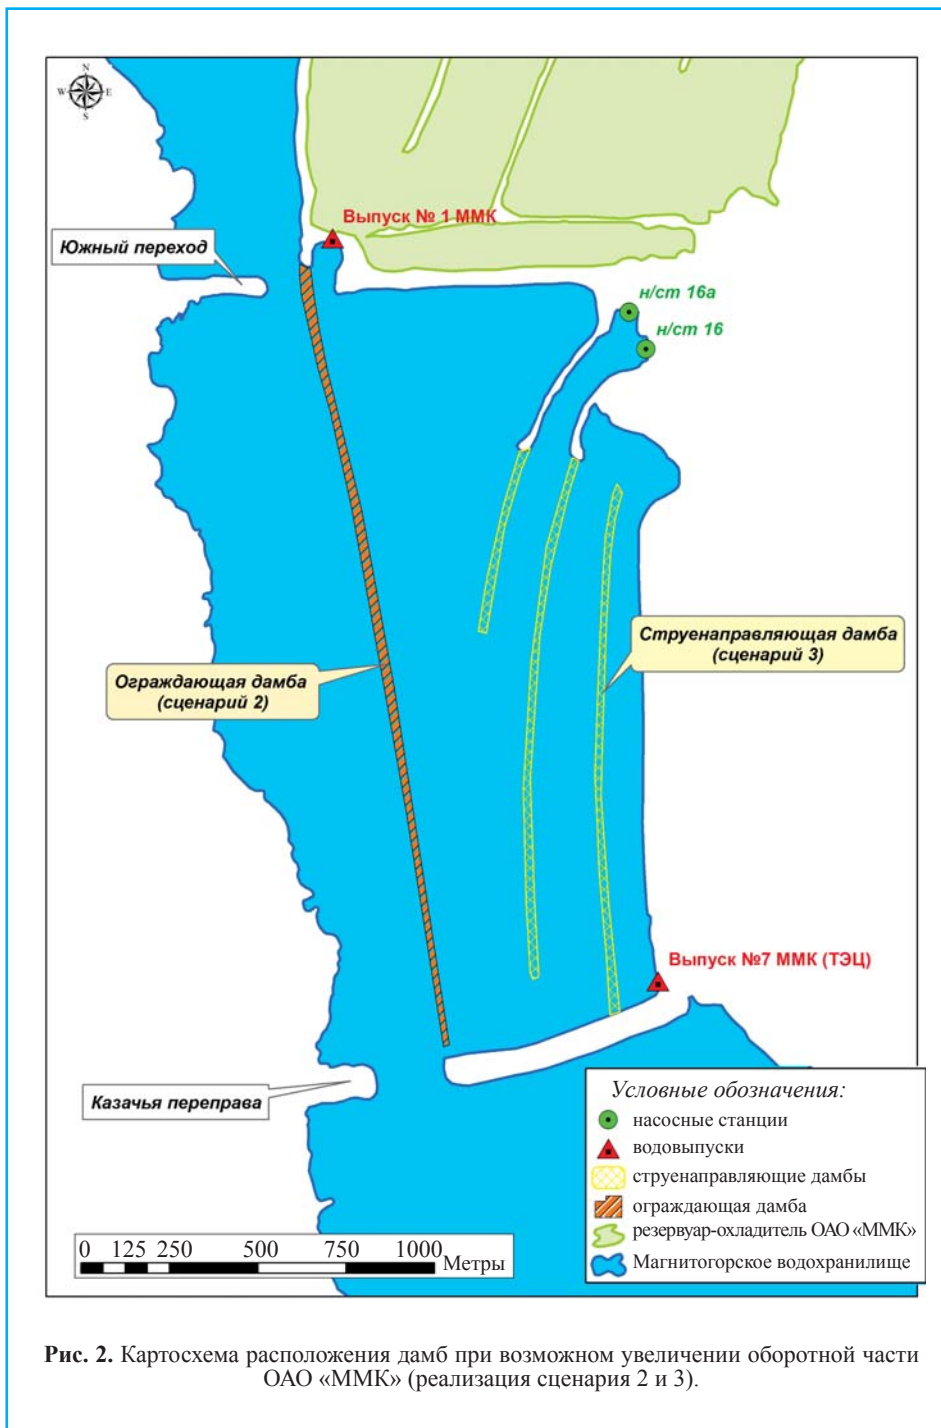 N
W E
S
Выпуск № 1 ММК
Южный переход
н/ст 16а
н/ст 16
Струенаправляющая дамба
(сценарий 3)
Ограждающая дамба
(сценарий 2)
Выпуск №7 ММК (ТЭЦ)
Казачья переправа
Условные обозначения:
насосные станции
водовыпуски
струенаправляющие дамбы
ограждающая дамба
резервуар-охладитель ОАО «ММК»
Магнитогорское водохранилище
0 125 250 500 750 1000
Метры
Рис. 2. Картосхема расположения дамб при возможном увеличении оборотной части
ОАО «ММК» (реализация сценария 2 и 3).